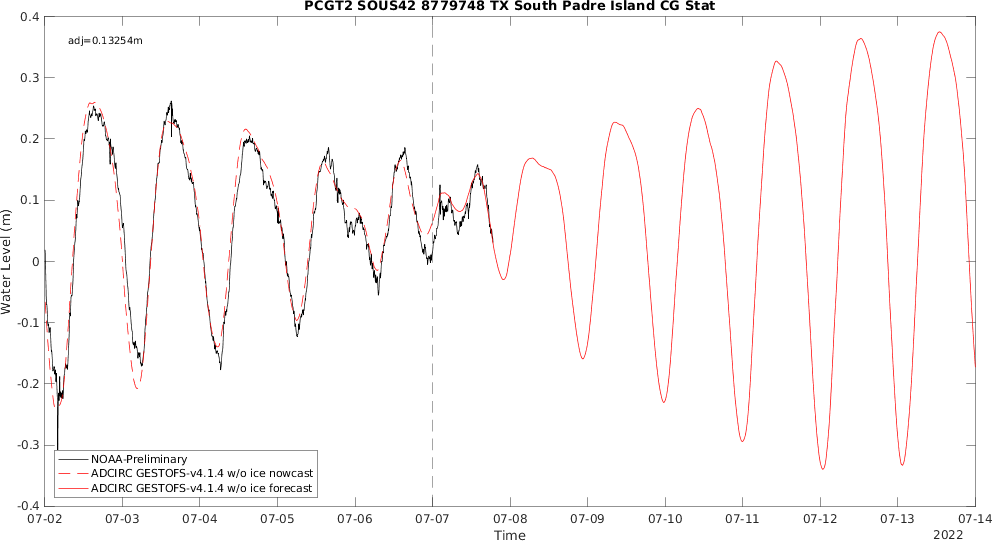 PCGT2 SOUS42 8779748 TX South Padre Island CG Stat
adj=0.13254m
0.4
0.3
0.2
0.1
0
-0.1
-0.2
-0.3
-0.4
Water Level (m)
NOAA-Preliminary
ADCIRC GESTOFS-v4.1.4 w/o ice nowcast
ADCIRC GESTOFS-v4.1.4 w/o ice forecast
07-02 07-03 07-04 07-05 07-06 07-07 07-08 07-09 07-10 07-11 07-12 07-13 07-14
Time
2022